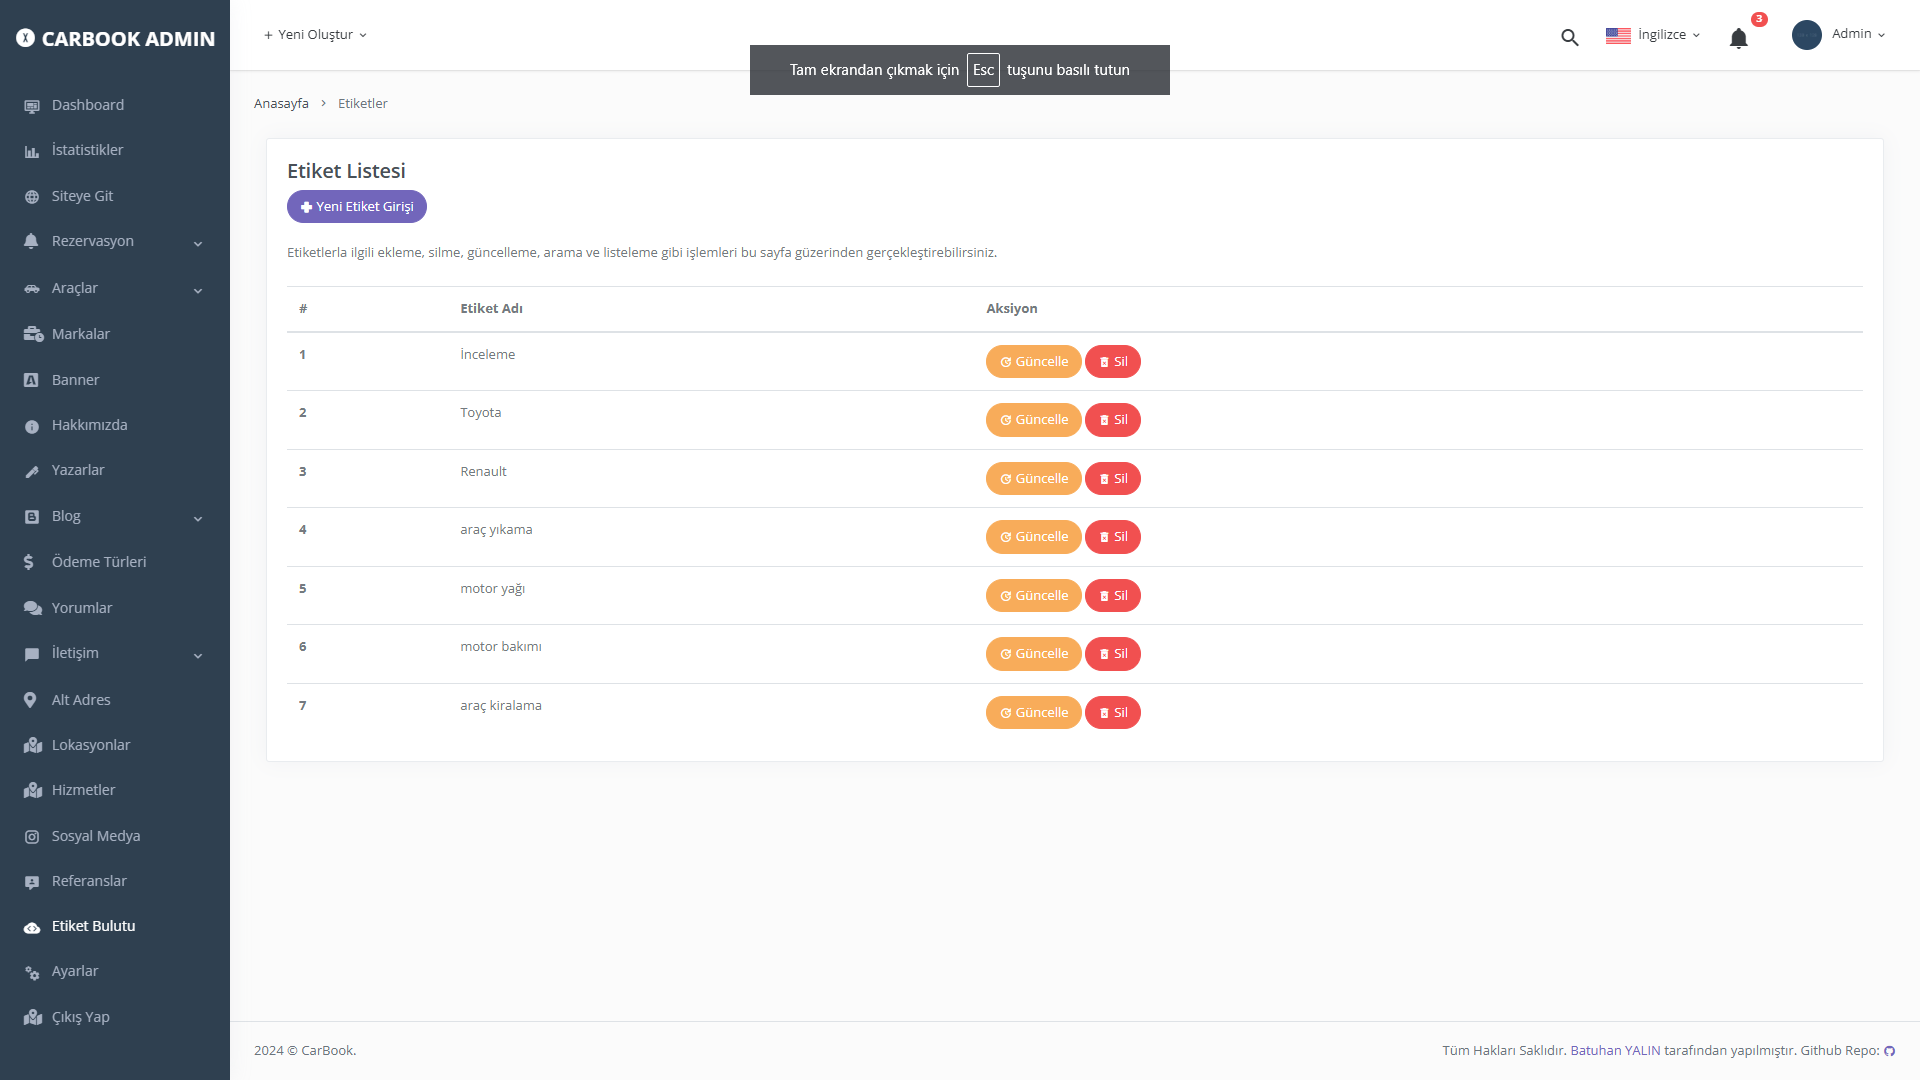 CARBOOK ADMIN
+ Yeni Oluştur
İngilizce
3
Admin
Tam ekrandan çıkmak için Esc tuşunu basılı tutun
Dashboard
İstatistikler
Siteye Git
Rezervasyon
Araçlar
Markalar
Banner
Hakkımızda
Yazarlar
Blog
Ödeme Türleri
Yorumlar
İletişim
Alt Adres
Lokasyonlar
Hizmetler
Sosyal Medya
Referanslar
Etiket Bulutu
Ayarlar
Çıkış Yap
Anasayfa > Etiketler
Etiket Listesi
Yeni Etiket Girişi
Etiketlerla ilgili ekleme, silme, güncelleme, arama ve listeleme gibi işlemleri bu sayfa güzerinden gerçekleştirebilirsiniz.
# Etiket Adı Aksiyon
1 İnceleme Güncelle Sil
2 Toyota Güncelle Sil
3 Renault Güncelle Sil
4 araç yıkama Güncelle Sil
5 motor yağı Güncelle Sil
6 motor bakımı Güncelle Sil
7 araç kiralama Güncelle Sil
2024 © CarBook.
Tüm Hakları Saklıdır. Batuhan YALIN tarafından yapılmıştır. Github Repo: